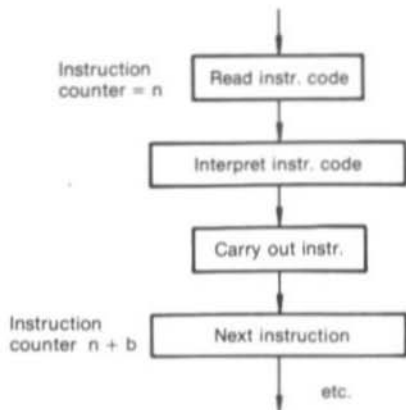 Instruction
counter = n
Read instr. code
Interpret instr. code
Carry out instr.
Instruction
counter n + b
Next instruction
etc.